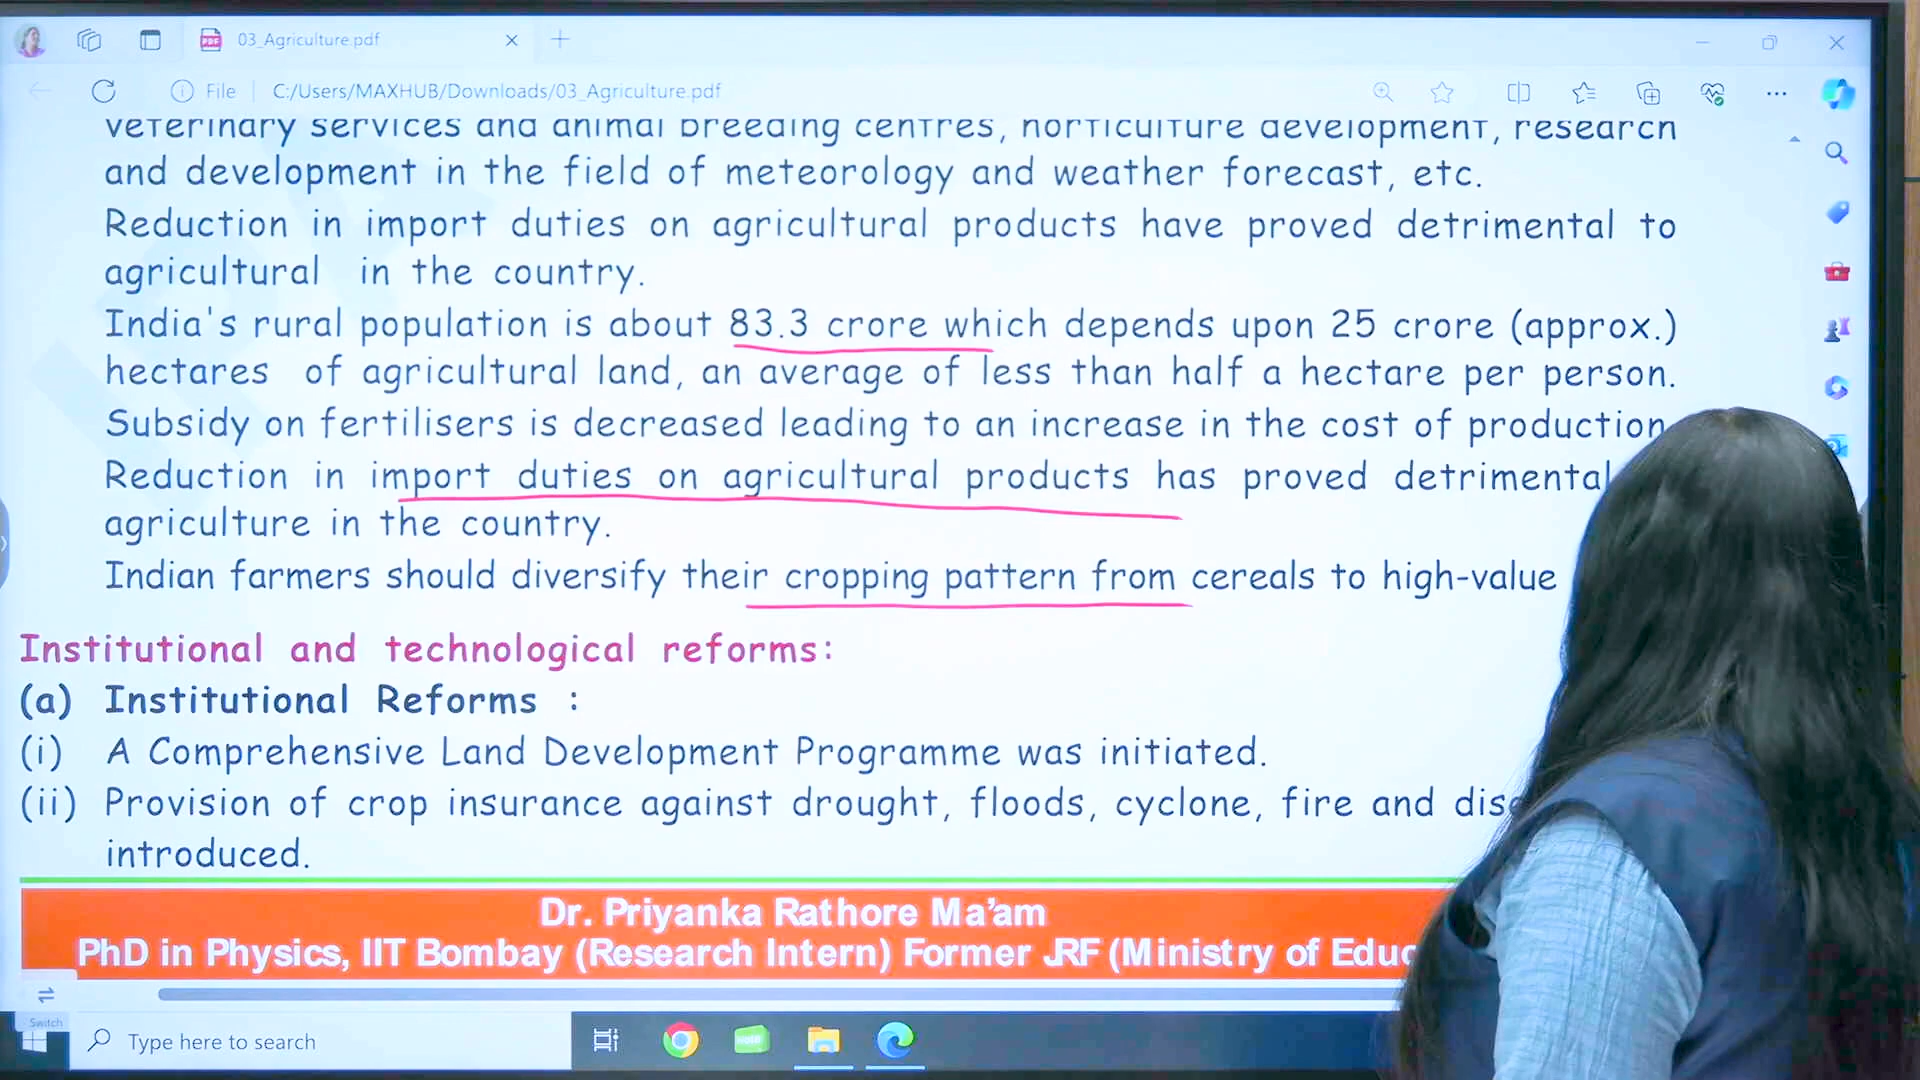 03_Agriculture.pdf
File C:/Users/MAXHUB/Downloads/03_Agriculture.pdf
veterinary services and animal breeding centres, horticulture development, research
and development in the field of meteorology and weather forecast, etc.
Reduction in import duties on agricultural products have proved detrimental to
agricultural in the country.
India's rural population is about 83.3 crore which depends upon 25 crore (approx.)
hectares of agricultural land, an average of less than half a hectare per person.
Subsidy on fertilisers is decreased leading to an increase in the cost of production
Reduction in import duties on agricultural products has proved detrimental
agriculture in the country.
Indian farmers should diversify their cropping pattern from cereals to high-value
Institutional and technological reforms:
(a) Institutional Reforms :
(i) A Comprehensive Land Development Programme was initiated.
(ii) Provision of crop insurance against drought, floods, cyclone, fire and
introduced.
Dr. Priyanka Rathore Ma'am
PhD in Physics, IIT Bombay (Research Intern) Former JRF (Ministry of
Switch
Type here to search